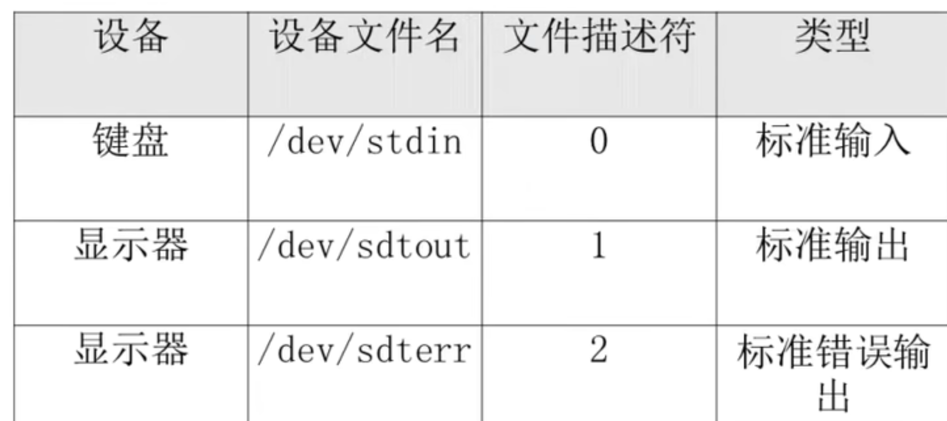 设备 设备文件名 文件描述符 类型
键盘 /dev/stdin 0 标准输入
显示器 /dev/sdtout 1 标准输出
显示器 /dev/sdterr 2 标准错误输
出